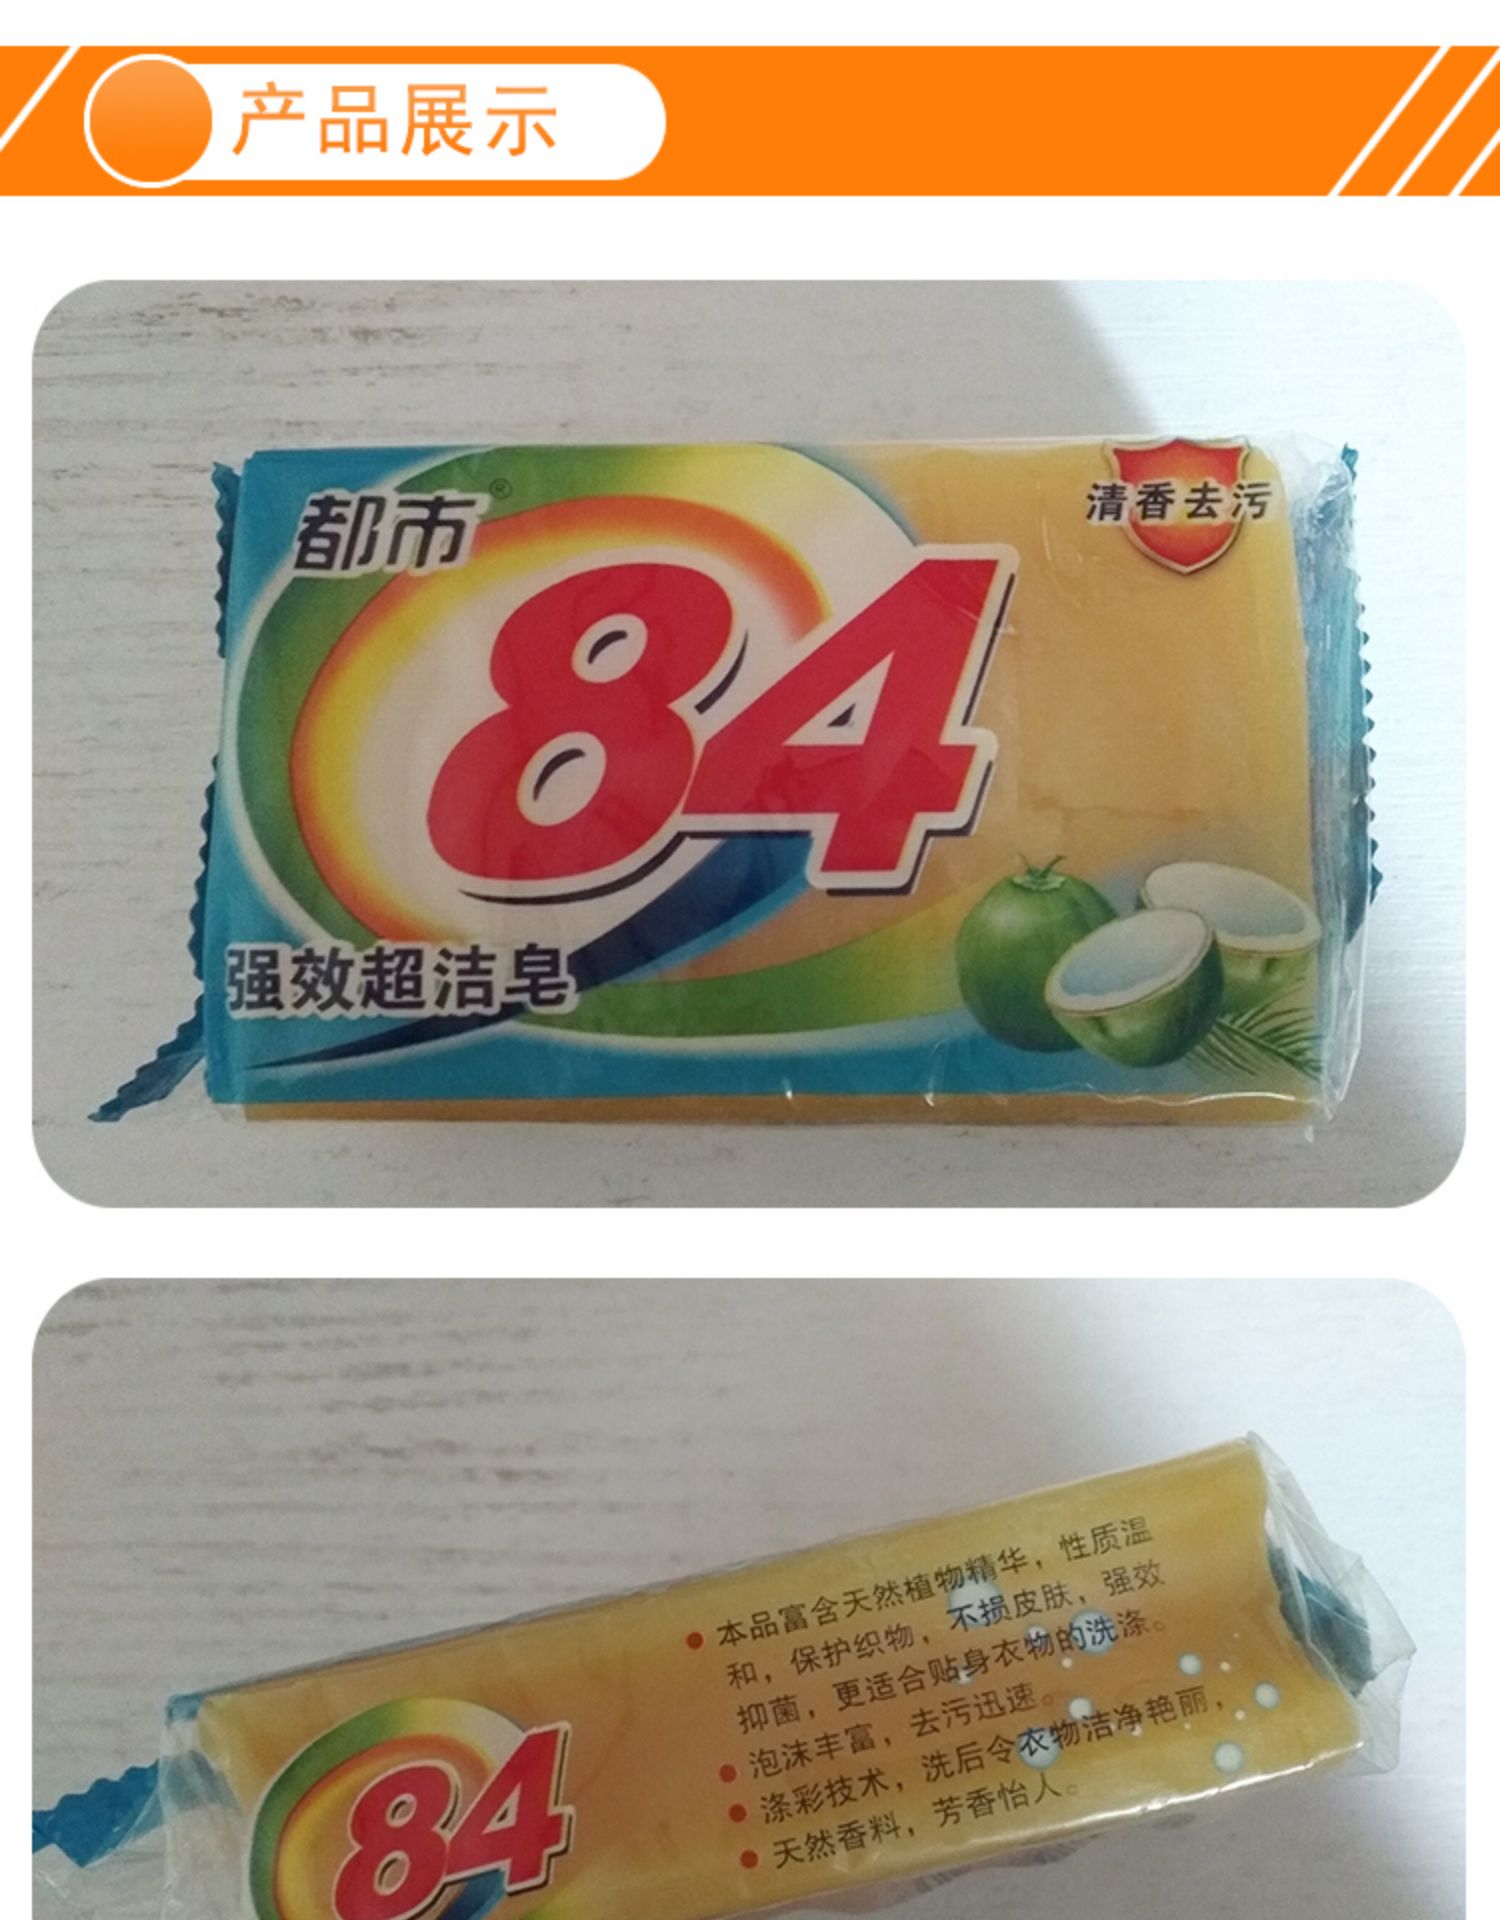 产品展示
都市®
清香去污
84
强效超洁皂
本品富含天然植物精华，性质温
和，保护织物，不损皮肤，强效
抑菌，更适合贴身衣物的洗涤。
泡沫丰富，去污迅速。
涤彩技术，洗后令衣物洁净艳丽，
天然香料，芳香怡人。
84